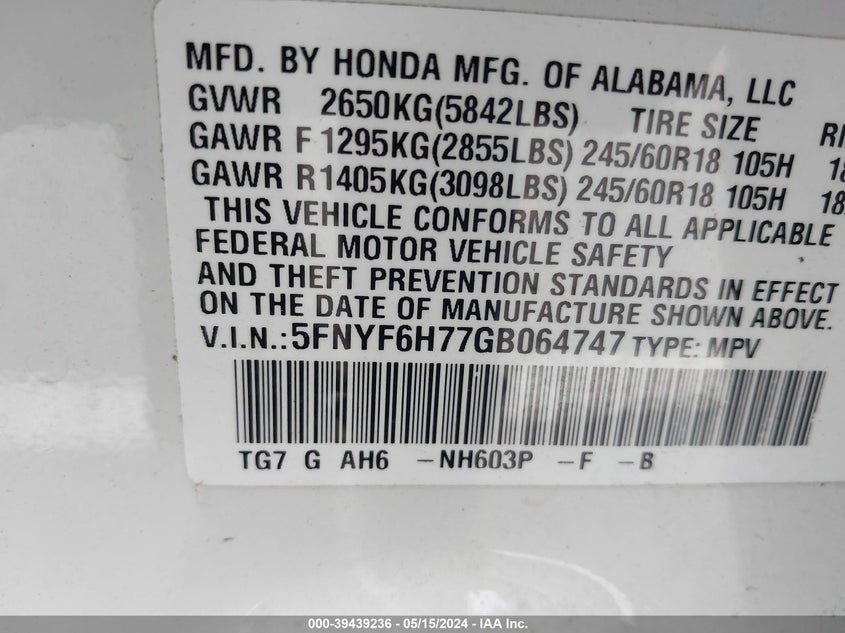 MFD. BY HONDA MFG. OF ALABAMA, LLC
GVWR 2650KG(5842LBS) TIRE SIZE RI
GAWR F 1295KG(2855LBS) 245/60R18 105H 18
GAWR R1405KG(3098LBS) 245/60R18 105H 18
THIS VEHICLE CONFORMS TO ALL APPLICABLE
FEDERAL MOTOR VEHICLE SAFETY
AND THEFT PREVENTION STANDARDS IN EFFECT
ON THE DATE OF MANUFACTURE SHOWN ABOVE.
V.I.N.:5FNYF6H77GB064747 TYPE: MPV
TG7 G AH6 -NH603P -F -B
000-39439236 - 05/15/2024 - IAA Inc.